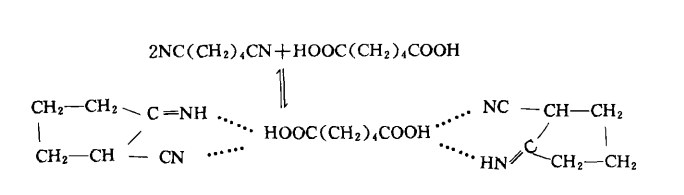 2NC(CH₂)₄CN+HOOC(CH₂)₄COOH
⇌
CH₂—CH₂ C=NH HOOC(CH₂)₄COOH NC — CH—CH₂
CH₂—CH — CN HN=C CH₂—CH₂